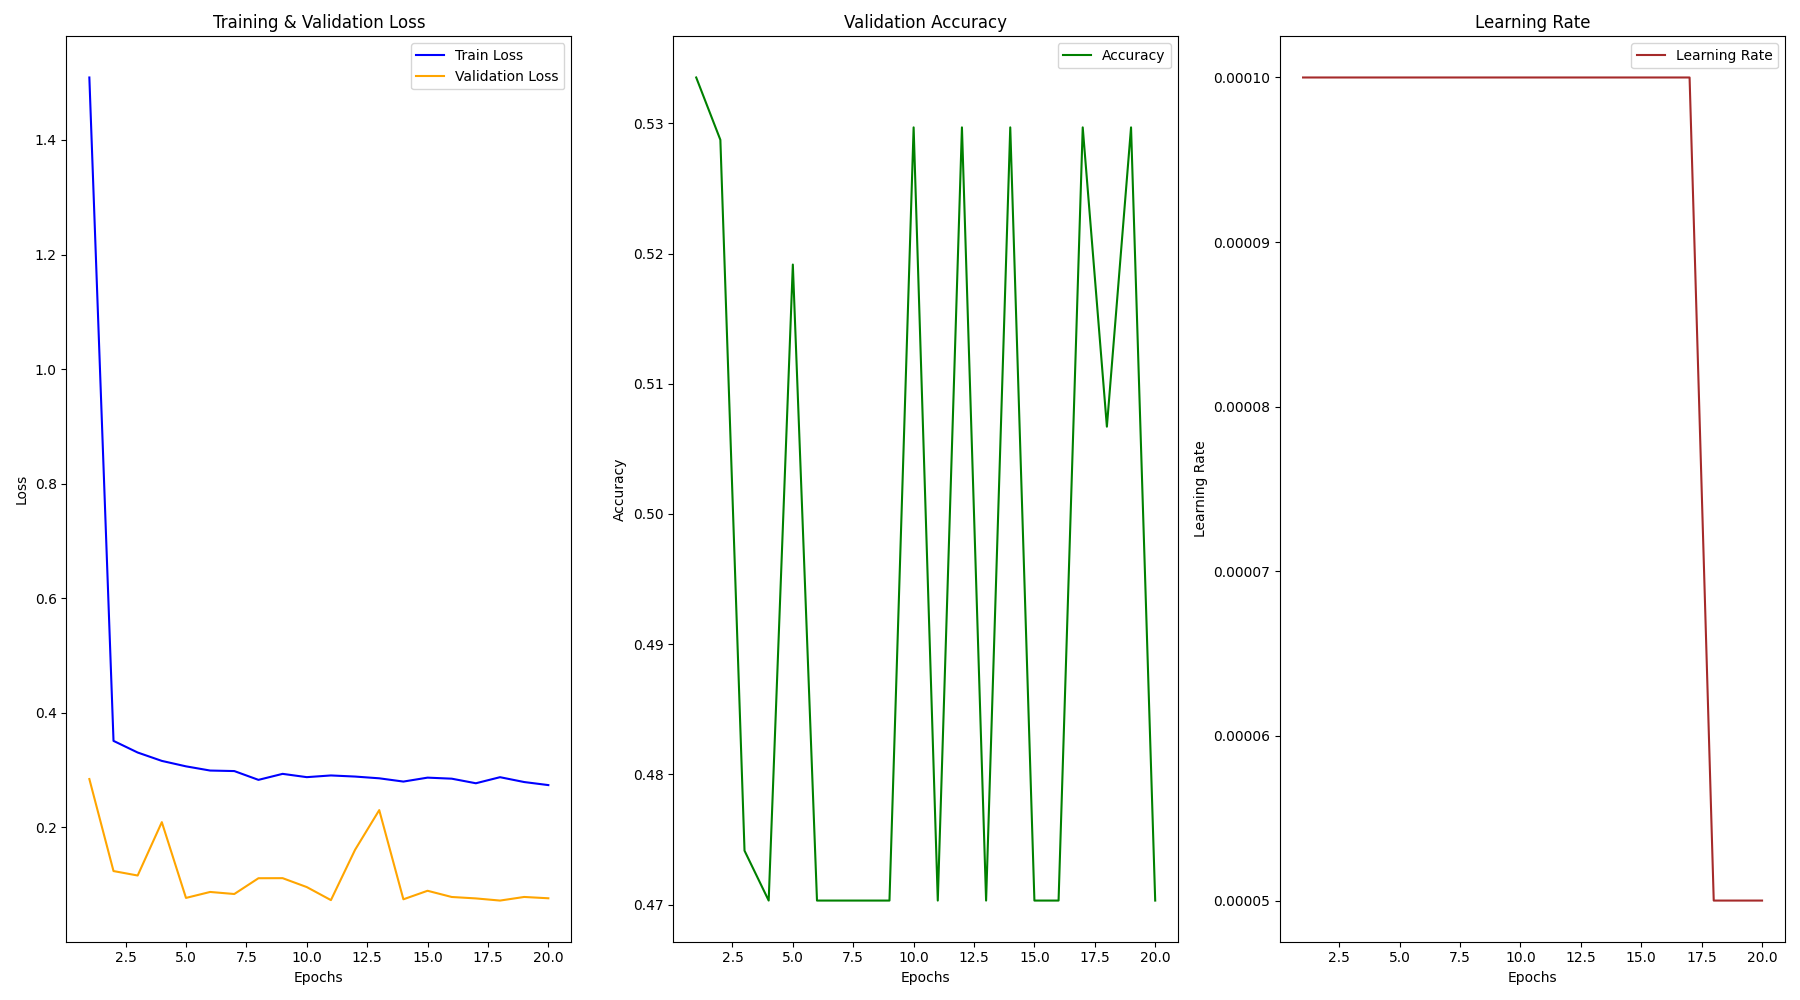 Training & Validation Loss
Train Loss
Validation Loss
1.4
1.2
1.0
0.8
0.6
0.4
0.2
Loss
2.5 5.0 7.5 10.0 12.5 15.0 17.5 20.0
Epochs
Validation Accuracy
Accuracy
0.53
0.52
0.51
0.50
0.49
0.48
0.47
Accuracy
2.5 5.0 7.5 10.0 12.5 15.0 17.5 20.0
Epochs
Learning Rate
Learning Rate
0.00010
0.00009
0.00008
0.00007
0.00006
0.00005
Learning Rate
2.5 5.0 7.5 10.0 12.5 15.0 17.5 20.0
Epochs